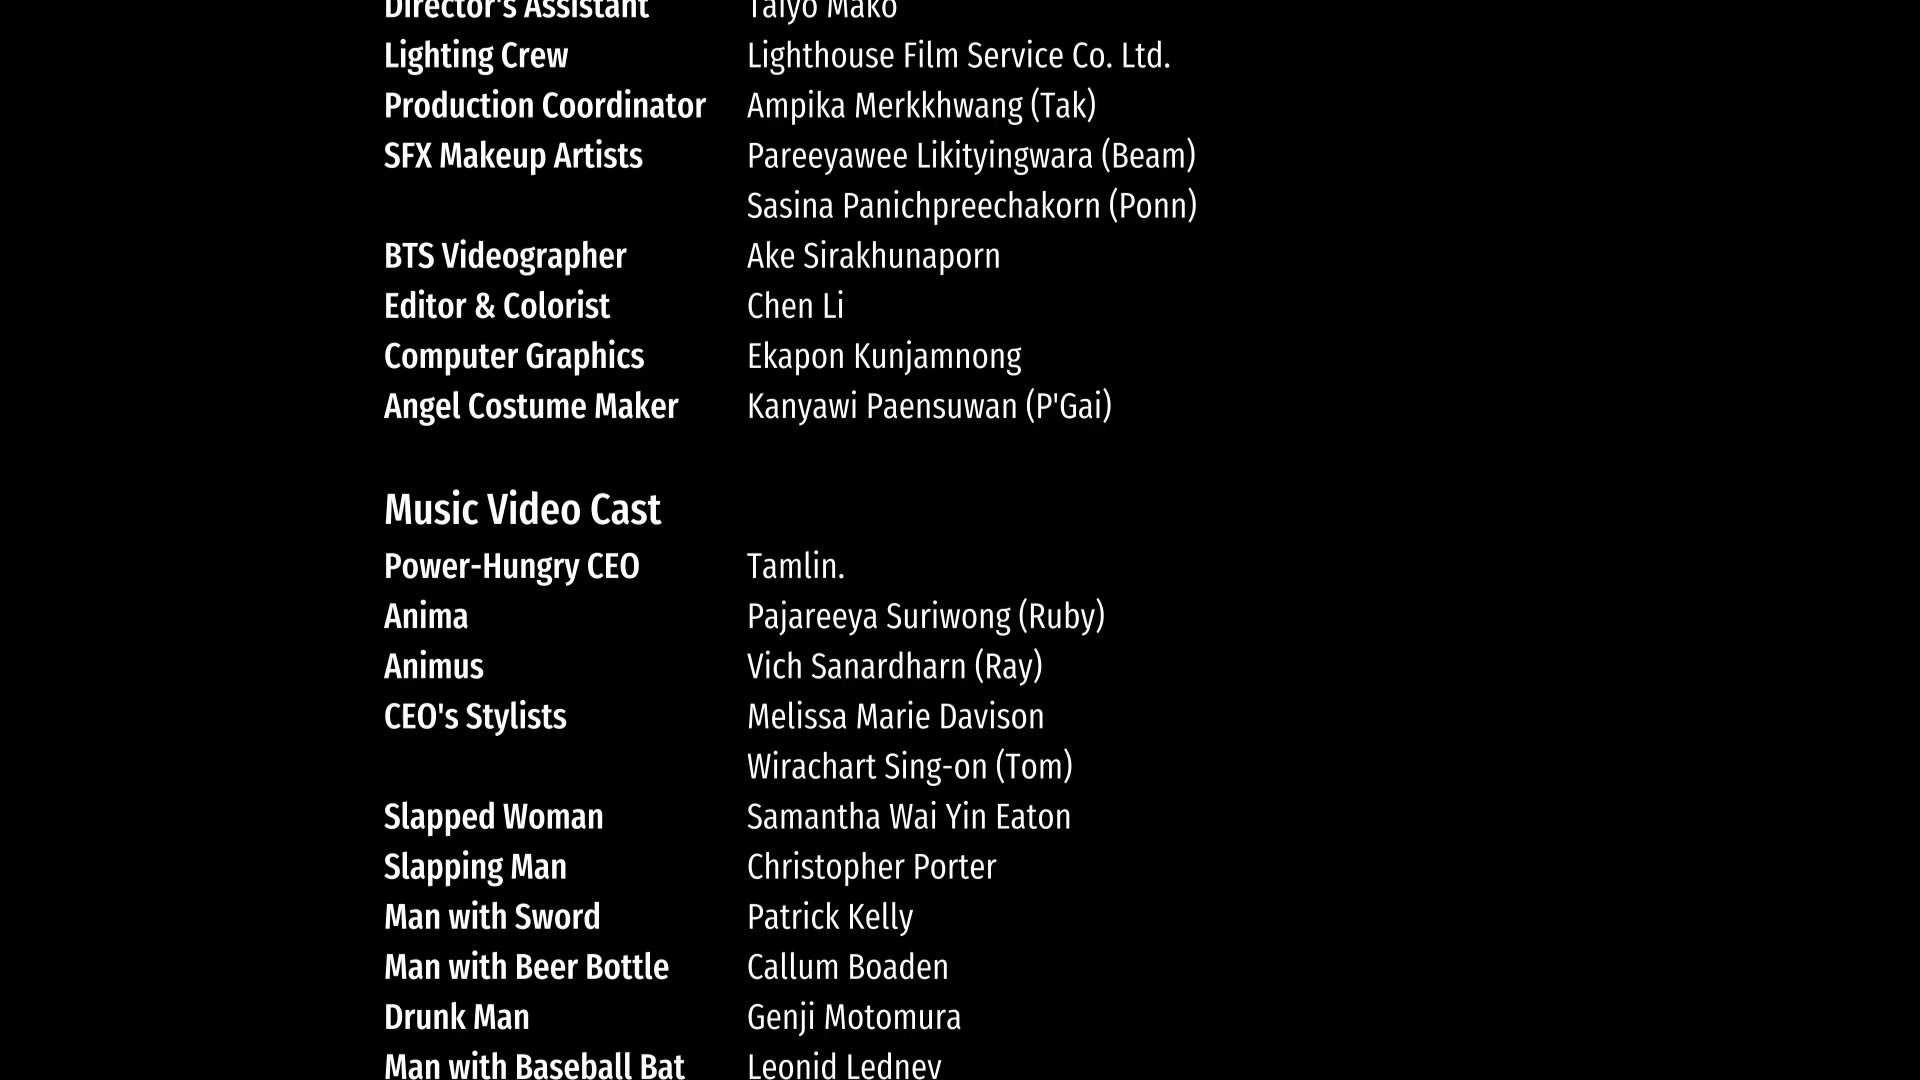 Director's Assistant Taiyo Mako
Lighting Crew Lighthouse Film Service Co. Ltd.
Production Coordinator Ampika Merkkhwang (Tak)
SFX Makeup Artists Pareeyawee Likityingwara (Beam)
Sasina Panichpreechakorn (Ponn)
BTS Videographer Ake Sirakhunaporn
Editor & Colorist Chen Li
Computer Graphics Ekapon Kunjamnong
Angel Costume Maker Kanyawi Paensuwan (P'Gai)
Music Video Cast
Power-Hungry CEO Tamlin.
Anima Pajareeya Suriwong (Ruby)
Animus Vich Sanardharn (Ray)
CEO's Stylists Melissa Marie Davison
Wirachart Sing-on (Tom)
Slapped Woman Samantha Wai Yin Eaton
Slapping Man Christopher Porter
Man with Sword Patrick Kelly
Man with Beer Bottle Callum Boaden
Drunk Man Genji Motomura
Man with Baseball Bat Leonid Lednev